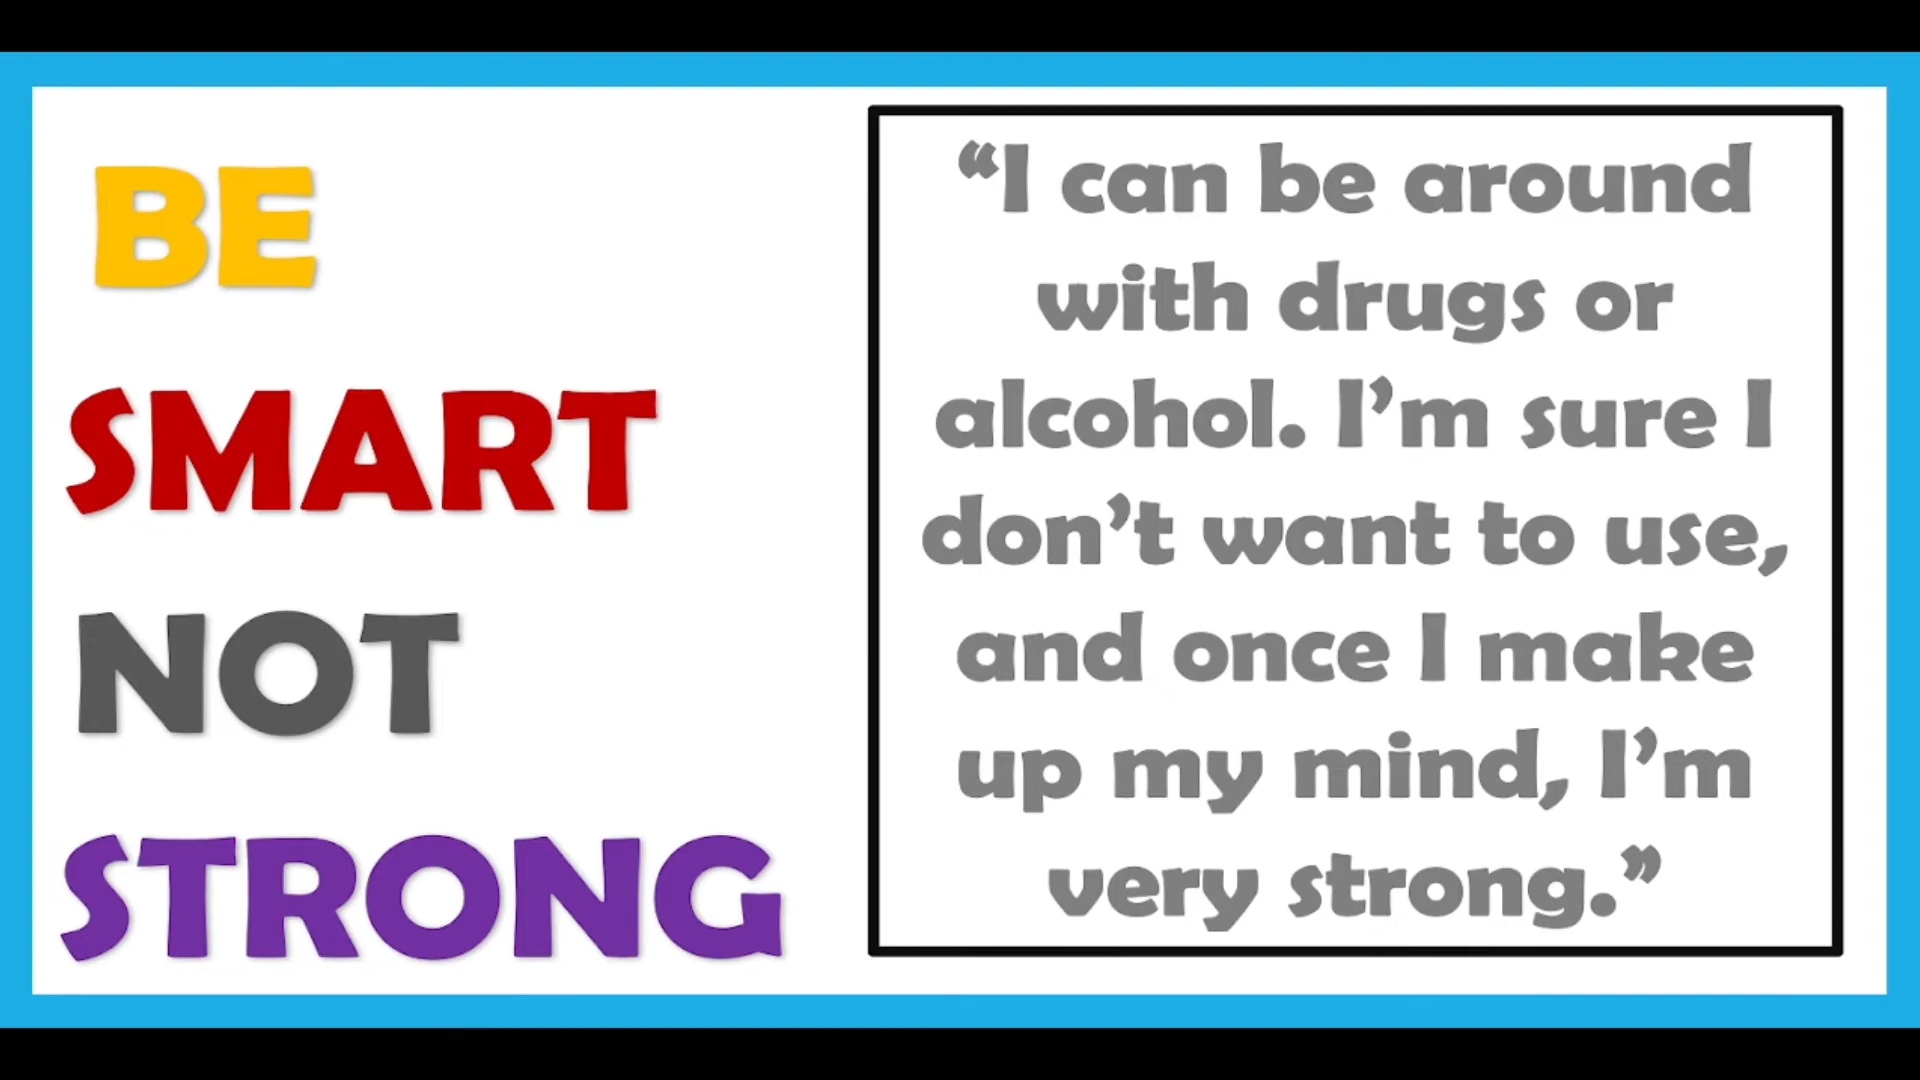 BE
SMART
NOT
STRONG
“I can be around
with drugs or
alcohol. I’m sure I
don’t want to use,
and once I make
up my mind, I’m
very strong.”